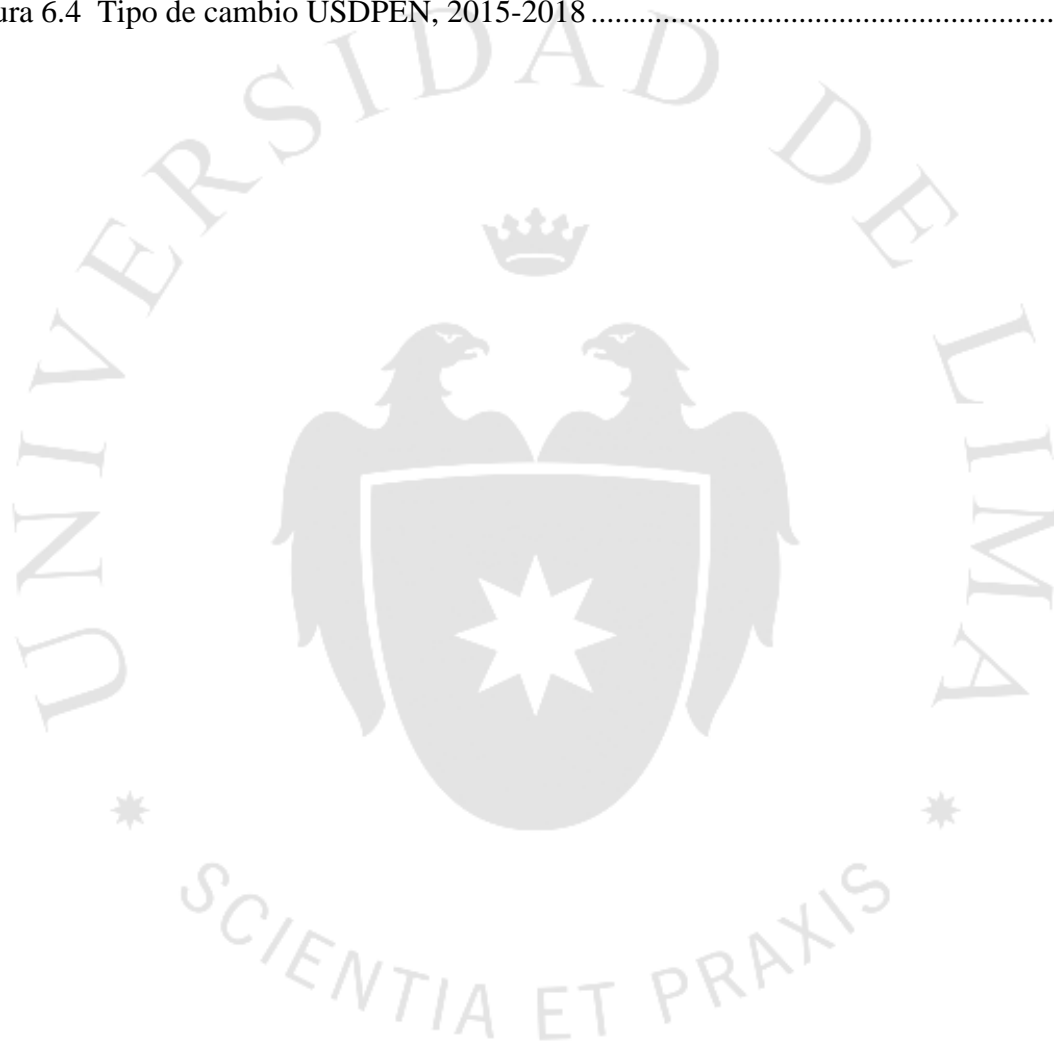 ura 6.4 Tipo de cambio USDPEN, 2015-2018 ....................................................................
UNIVERSIDAD DE LIMA
SCIENTIA ET PRAXIS